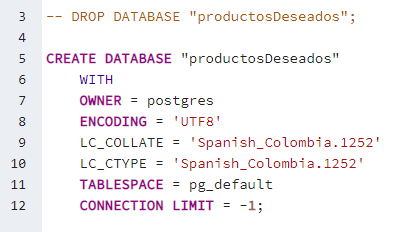 3 -- DROP DATABASE "productosDeseados";
4
5 CREATE DATABASE "productosDeseados"
6 WITH
7 OWNER = postgres
8 ENCODING = 'UTF8'
9 LC_COLLATE = 'Spanish_Colombia.1252'
10 LC_CTYPE = 'Spanish_Colombia.1252'
11 TABLESPACE = pg_default
12 CONNECTION LIMIT = -1;